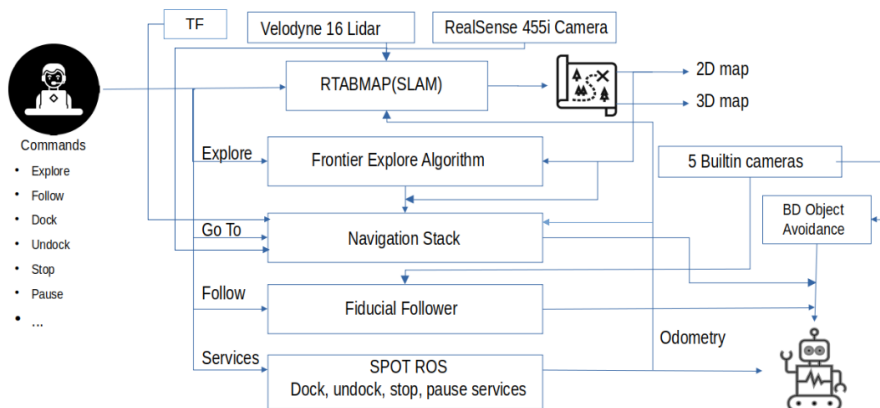 TF
Velodyne 16 Lidar
RealSense 455i Camera
RTABMAP(SLAM)
2D map
3D map
Commands
• Explore
• Follow
• Dock
• Undock
• Stop
• Pause
• ...
Explore
Frontier Explore Algorithm
5 Builtin cameras
BD Object
Avoidance
Go To
Navigation Stack
Follow
Fiducial Follower
Odometry
Services
SPOT ROS
Dock, undock, stop, pause services